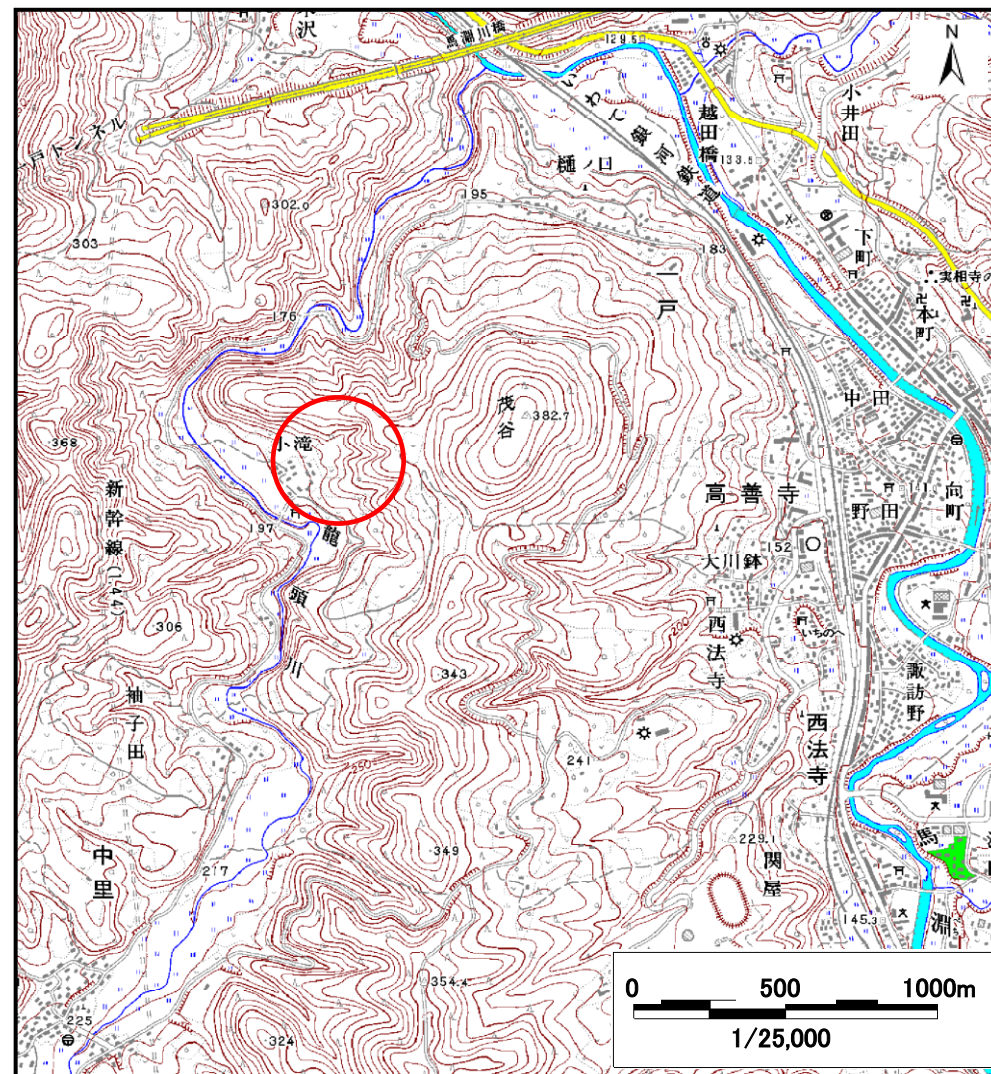 沢
馬淵川橋
129.5
N
戸トンネル
いわて銀河鉄道
越田橋
小井田
樋ノ口
133.5
195
302.0
303
183
下町
一戸
実相寺の
176
本町
茂谷
382.7
中田
368
小滝
向町
新幹線(144)
高善寺
野田
197
龍頭川
大川鉢
152
西法寺
200
いちのへ
306
343
諏訪野
袖子田
西法寺
241
250
229.1
馬
中里
349
関屋
277
145.3
淵
354.4
225
324
0 500 1000m
1/25,000